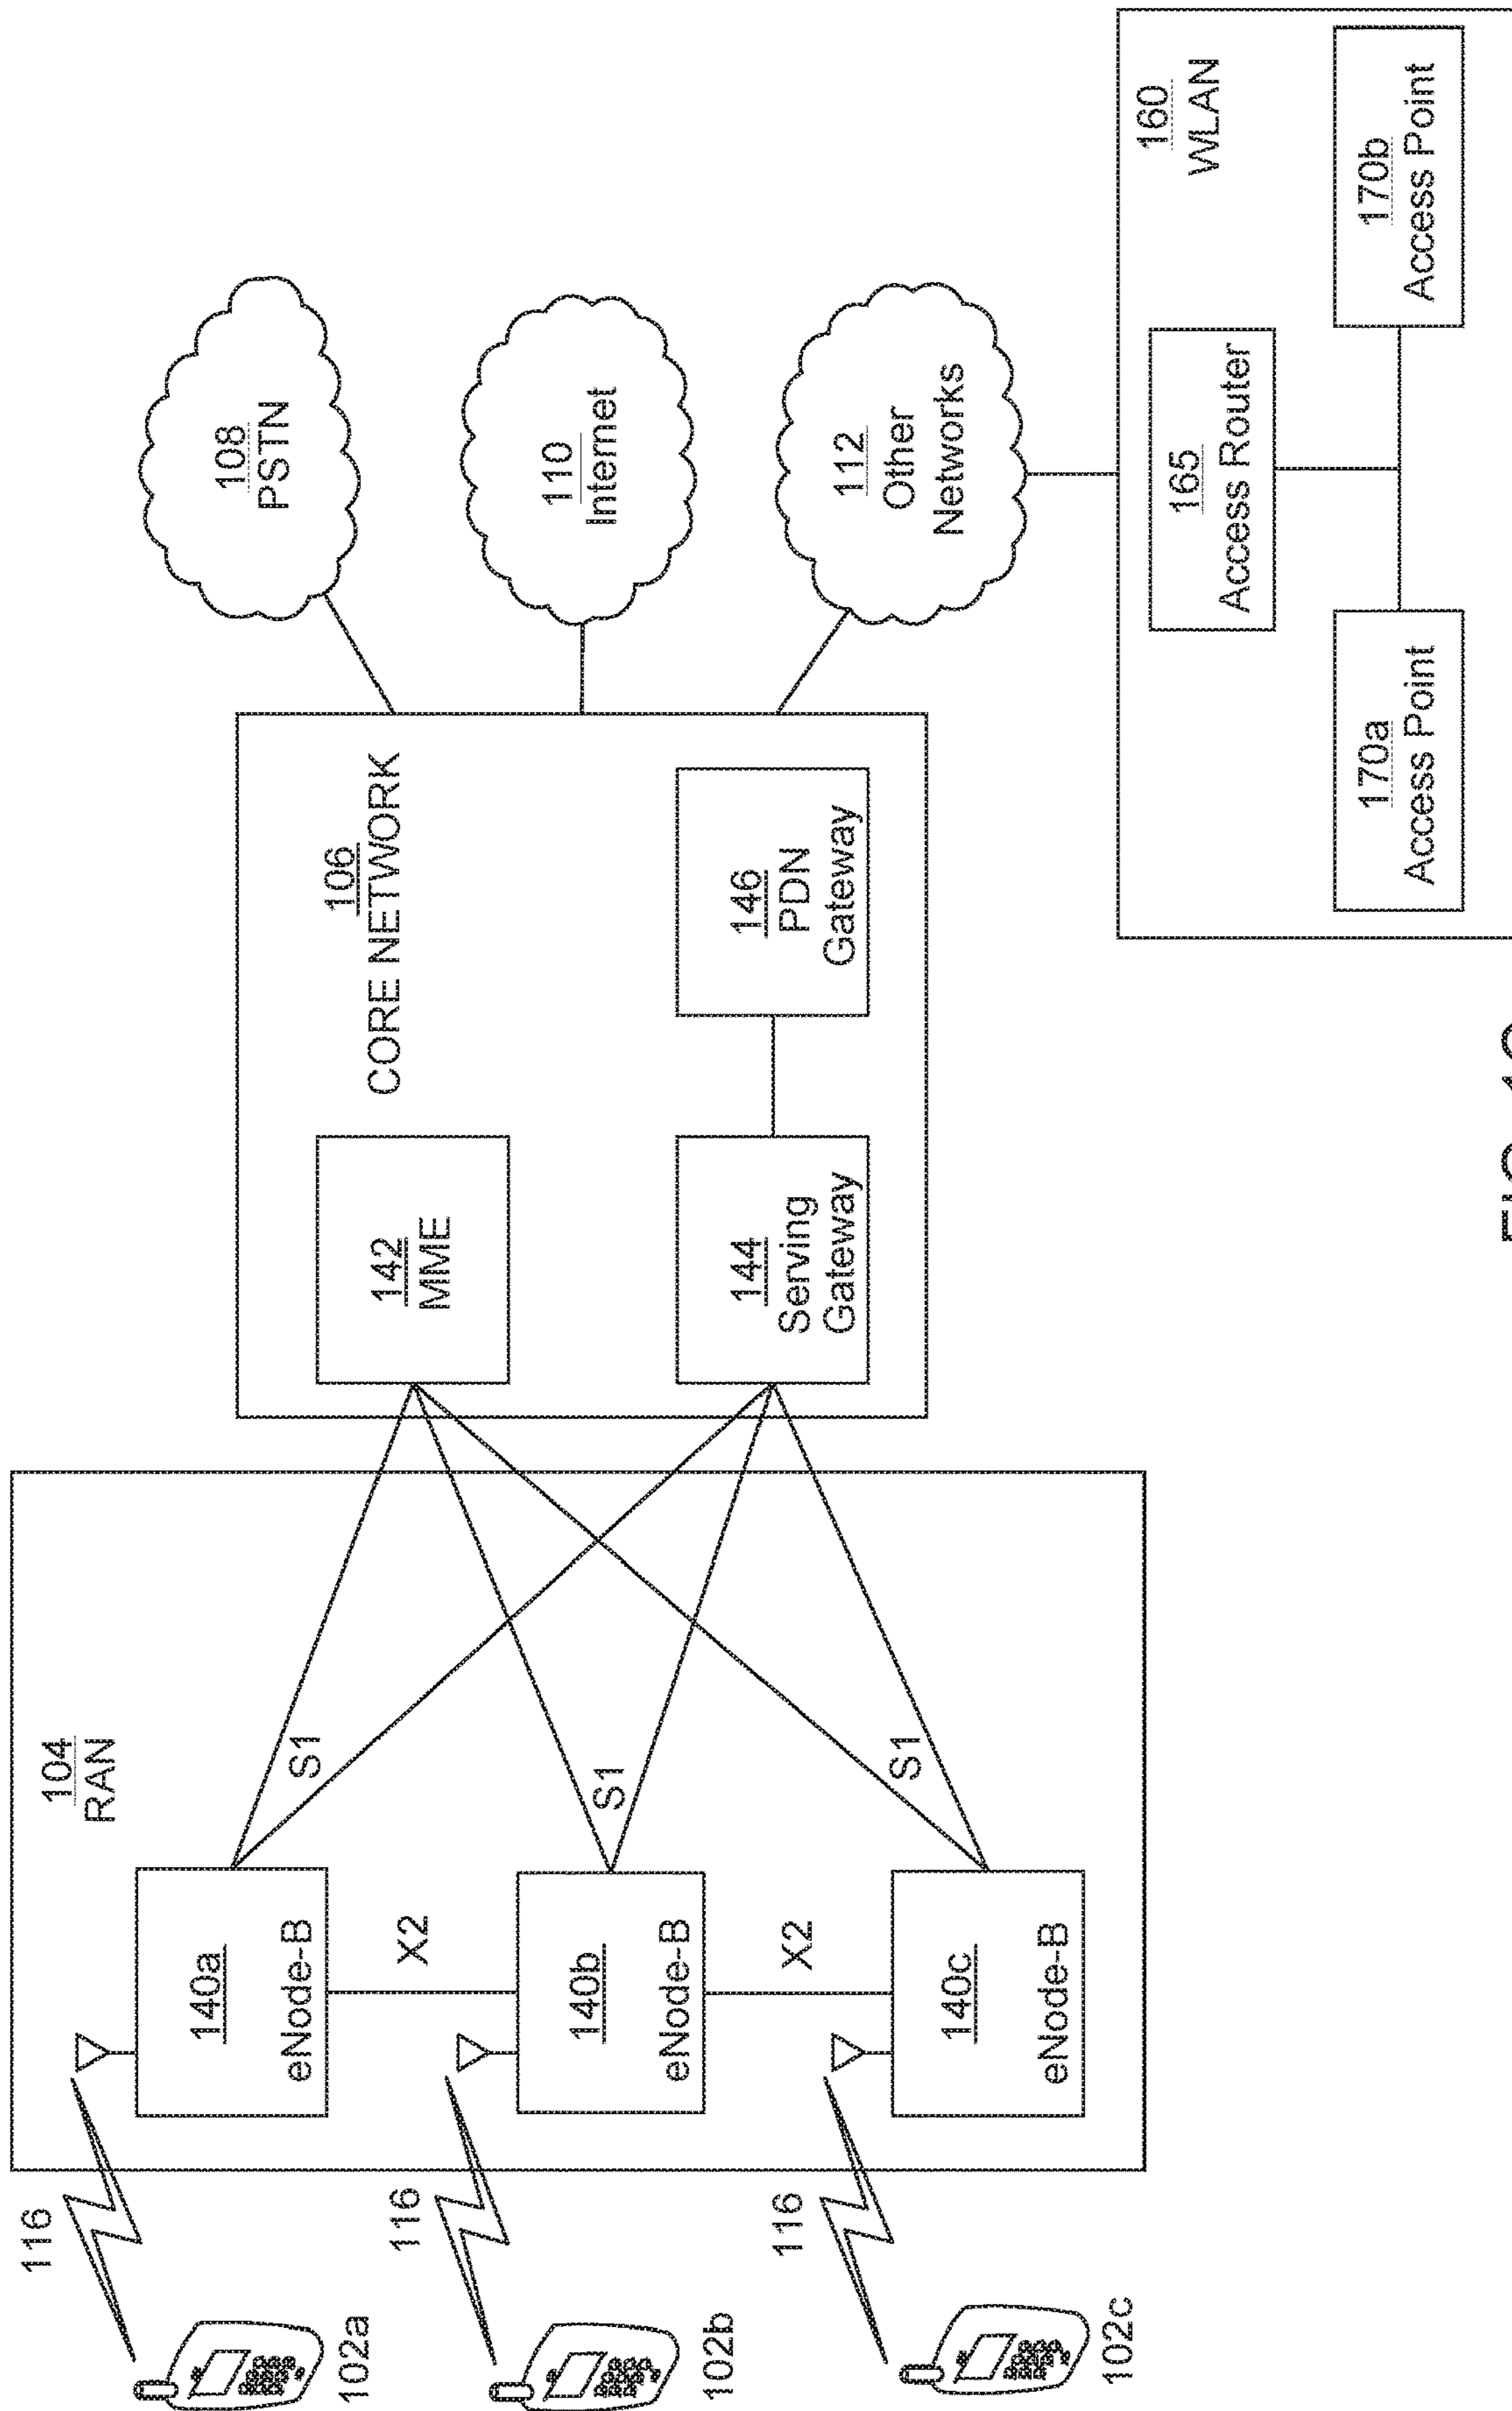 116
102a
116
102b
116
102c
104
RAN
140a
eNode-B
X2
140b
eNode-B
X2
140c
eNode-B
S1
S1
S1
106
CORE NETWORK
142
MME
144
Serving
Gateway
146
PDN
Gateway
108
PSTN
110
Internet
112
Other
Networks
160
WLAN
165
Access Router
170a
Access Point
170b
Access Point